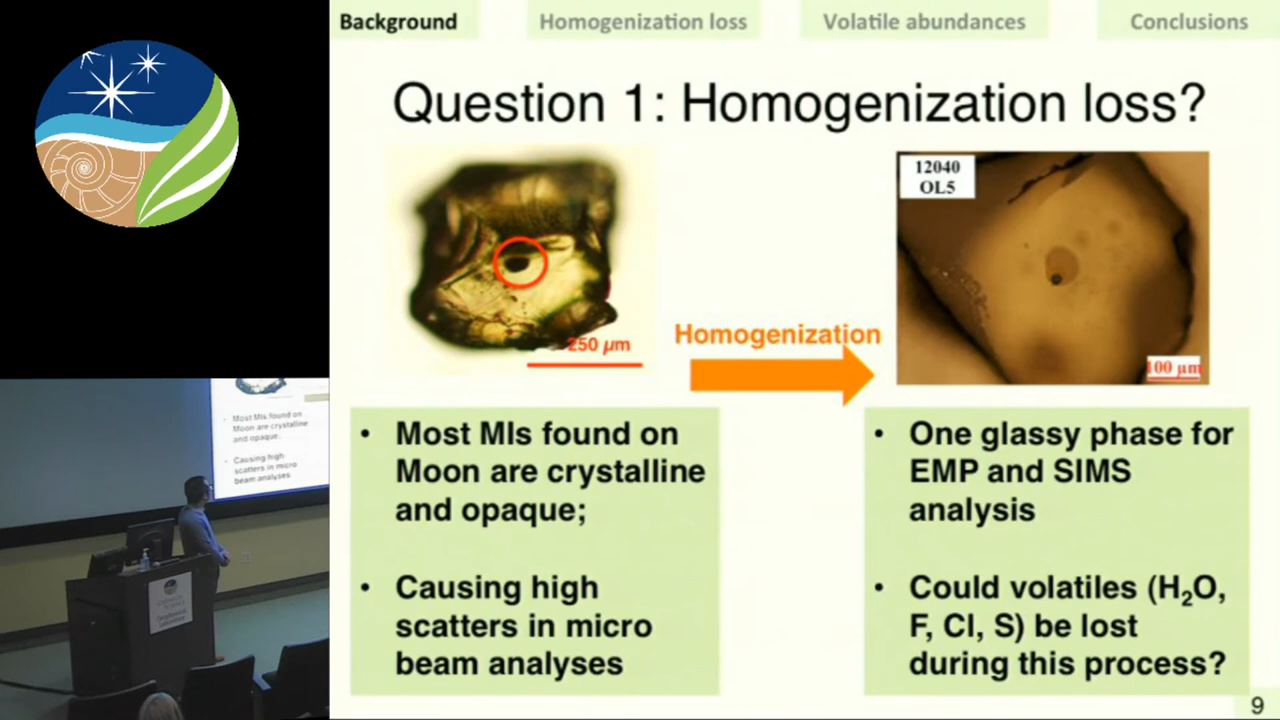 Background
Homogenization loss
Volatile abundances
Conclusions
Question 1: Homogenization loss?
250 µm
Homogenization
12040
OL5
100 µm
• Most MIs found on
Moon are crystalline
and opaque;
• Causing high
scatters in micro
beam analyses
• One glassy phase for
EMP and SIMS
analysis
• Could volatiles (H₂O,
F, Cl, S) be lost
during this process?
9
Most MIs found on
Moon are crystalline
and opaque;
Causing high
scatters in micro
beam analyses